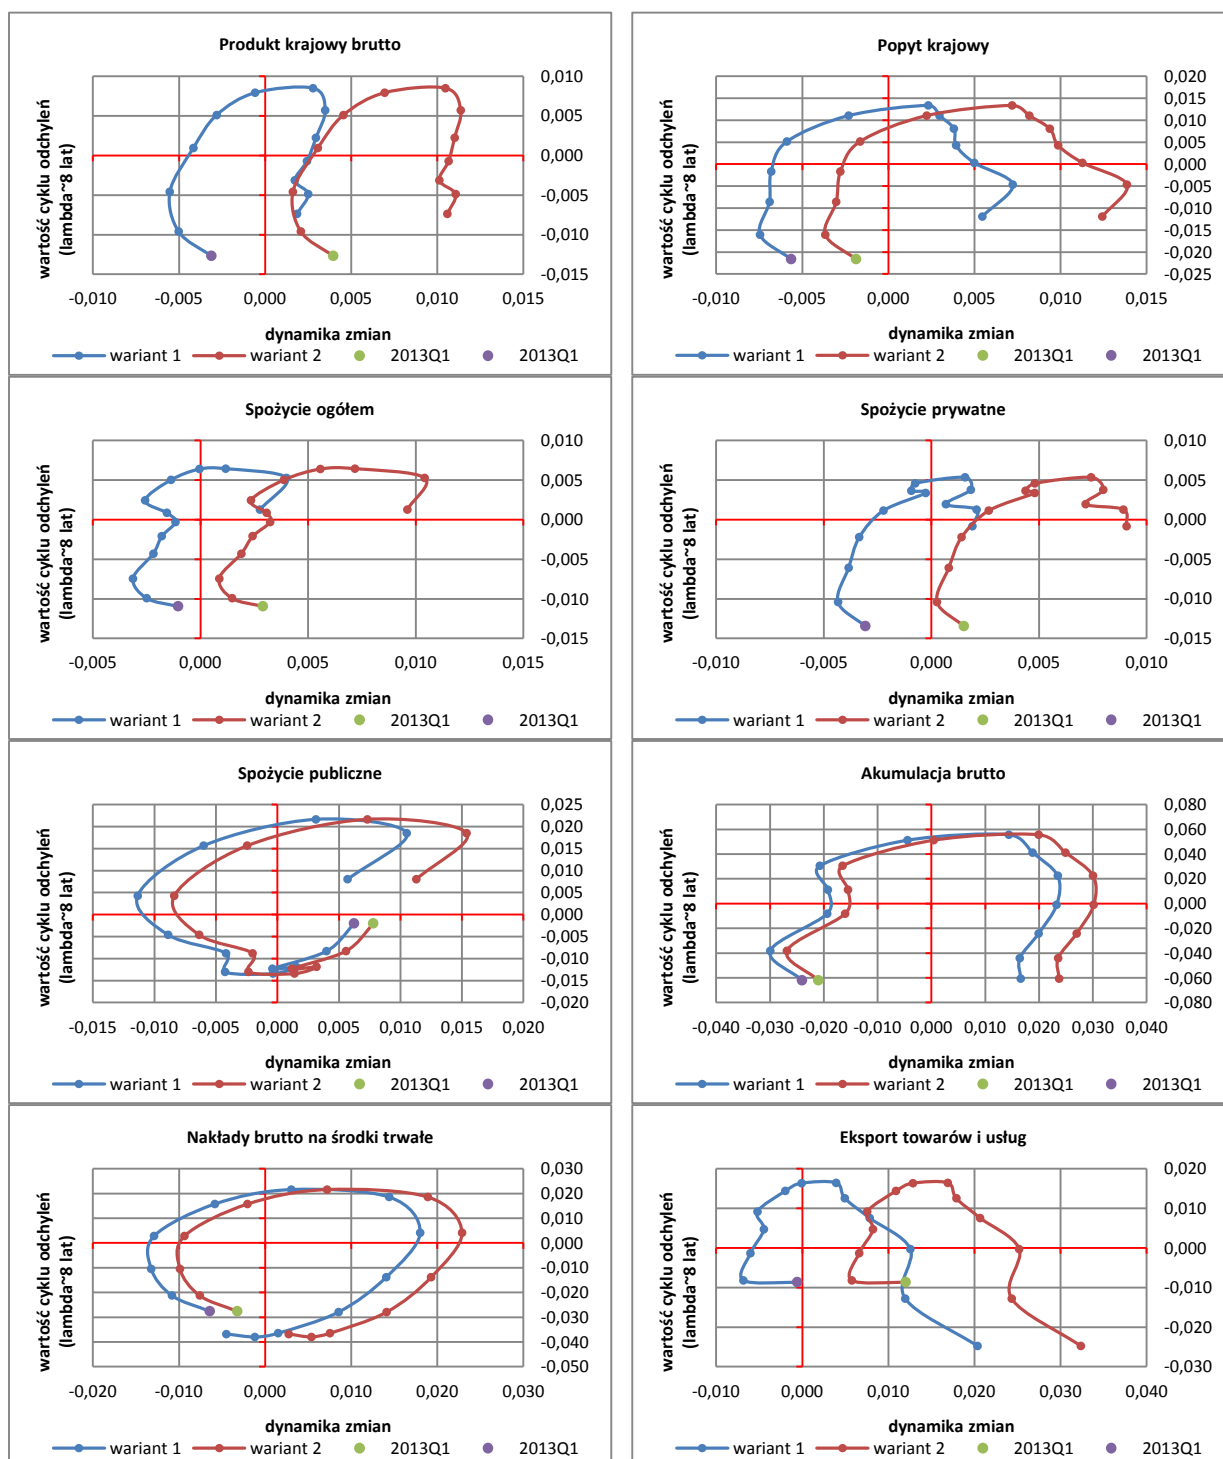 Produkt krajowy brutto
0,010
0,005
0,000
-0,005
-0,010
-0,015
-0,010 -0,005 0,000 0,005 0,010 0,015
wartość cyklu odchyleń
(lambda~8 lat)
dynamika zmian
wariant 1 wariant 2 2013Q1 2013Q1
Popyt krajowy
0,020
0,015
0,010
0,005
0,000
-0,005
-0,010
-0,015
-0,020
-0,025
-0,010 -0,005 0,000 0,005 0,010 0,015
wartość cyklu odchyleń
(lambda~8 lat)
dynamika zmian
wariant 1 wariant 2 2013Q1 2013Q1
Spożycie ogółem
0,010
0,005
0,000
-0,005
-0,010
-0,015
-0,005 0,000 0,005 0,010 0,015
wartość cyklu odchyleń
(lambda~8 lat)
dynamika zmian
wariant 1 wariant 2 2013Q1 2013Q1
Spożycie prywatne
0,010
0,005
0,000
-0,005
-0,010
-0,015
-0,010 -0,005 0,000 0,005 0,010
wartość cyklu odchyleń
(lambda~8 lat)
dynamika zmian
wariant 1 wariant 2 2013Q1 2013Q1
Spożycie publiczne
0,025
0,020
0,015
0,010
0,005
0,000
-0,005
-0,010
-0,015
-0,020
-0,015 -0,010 -0,005 0,000 0,005 0,010 0,015 0,020
wartość cyklu odchyleń
(lambda~8 lat)
dynamika zmian
wariant 1 wariant 2 2013Q1 2013Q1
Akumulacja brutto
0,080
0,060
0,040
0,020
0,000
-0,020
-0,040
-0,060
-0,080
-0,040 -0,030 -0,020 -0,010 0,000 0,010 0,020 0,030 0,040
wartość cyklu odchyleń
(lambda~8 lat)
dynamika zmian
wariant 1 wariant 2 2013Q1 2013Q1
Nakłady brutto na środki trwałe
0,030
0,020
0,010
0,000
-0,010
-0,020
-0,030
-0,040
-0,050
-0,020 -0,010 0,000 0,010 0,020 0,030
wartość cyklu odchyleń
(lambda~8 lat)
dynamika zmian
wariant 1 wariant 2 2013Q1 2013Q1
Eksport towarów i usług
0,020
0,010
0,000
-0,010
-0,020
-0,030
-0,010 0,000 0,010 0,020 0,030 0,040
wartość cyklu odchyleń
(lambda~8 lat)
dynamika zmian
wariant 1 wariant 2 2013Q1 2013Q1